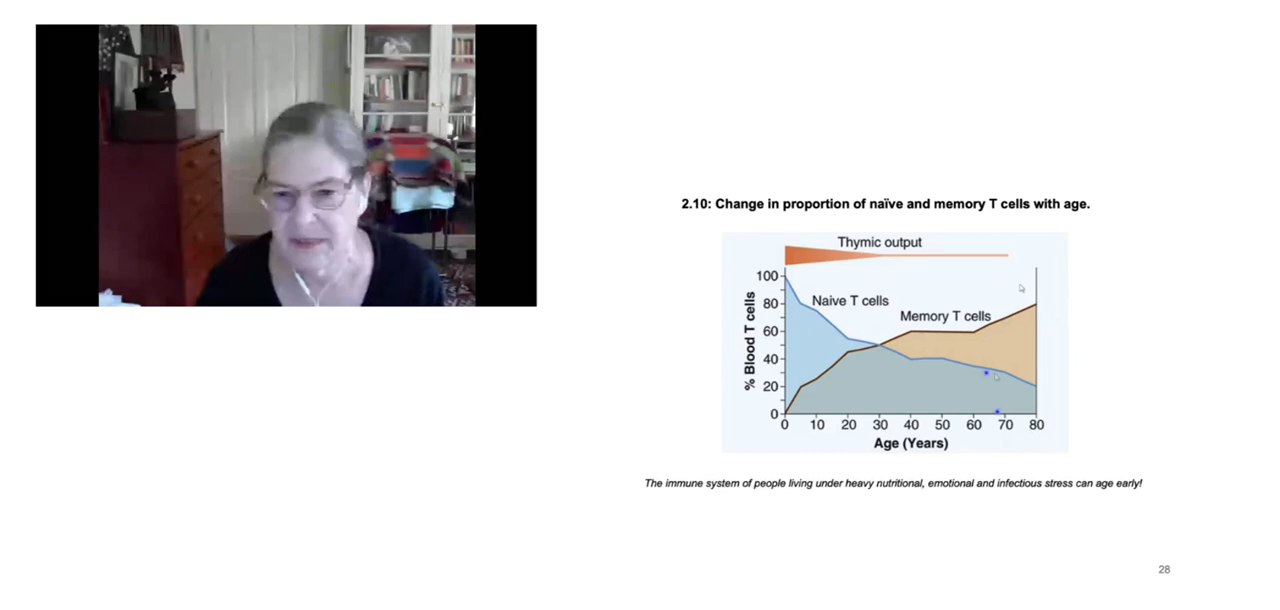 2.10: Change in proportion of naïve and memory T cells with age.
Thymic output
100
80
60
40
20
0
% Blood T cells
Naive T cells
Memory T cells
0 10 20 30 40 50 60 70 80
Age (Years)
The immune system of people living under heavy nutritional, emotional and infectious stress can age early!
28